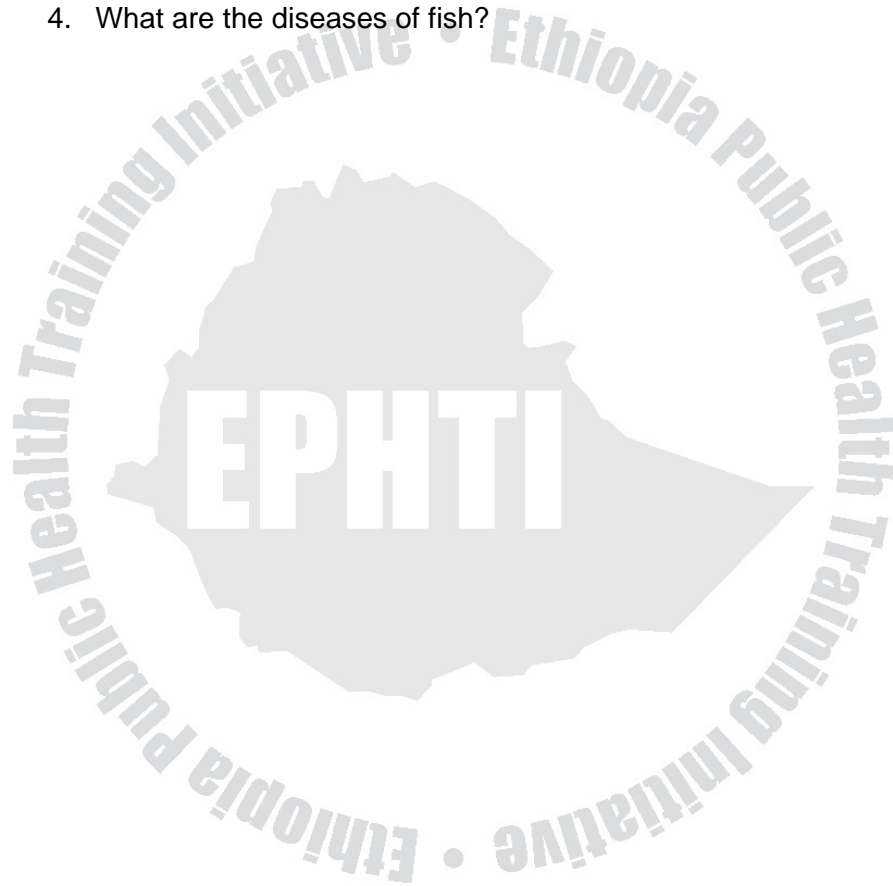 4. What are the diseases of fish?
Ethiopia Public Health Training Initiative • Ethiopia Public Health Training Initiative •
EPHTI